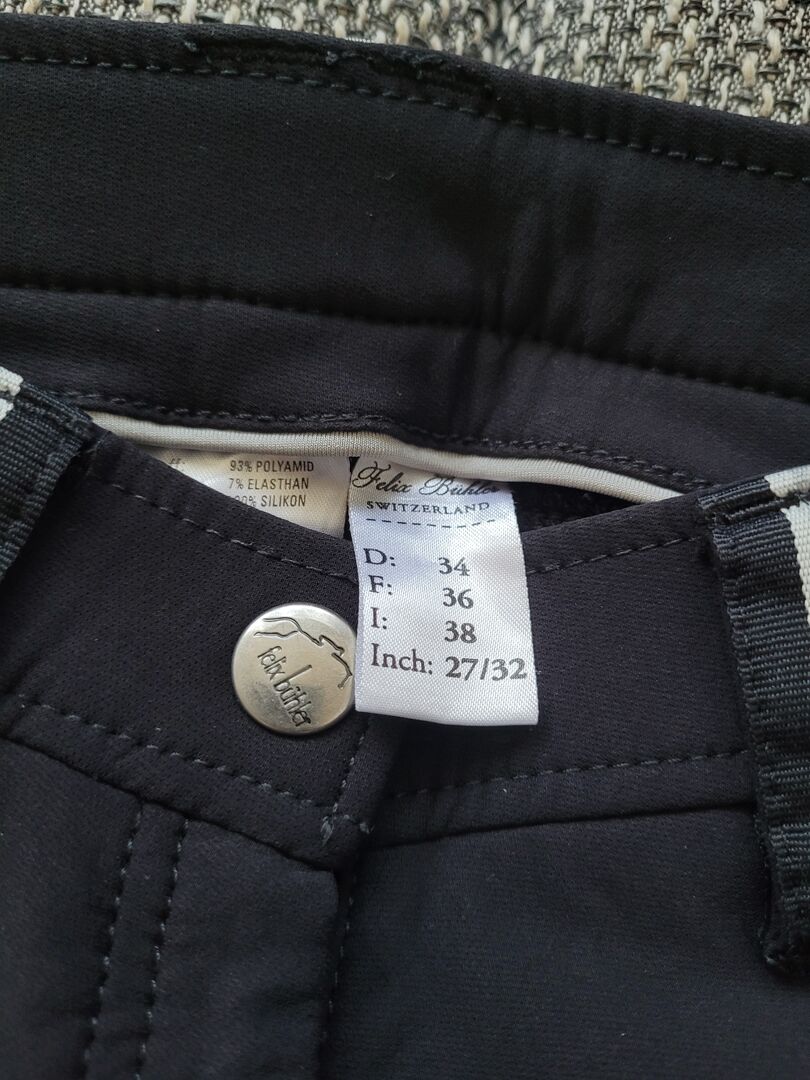 93% POLYAMID
7% ELASTHAN
SILIKON
Felix Bühler
SWITZERLAND
D: 34
F: 36
I: 38
Inch: 27/32
felix bühler